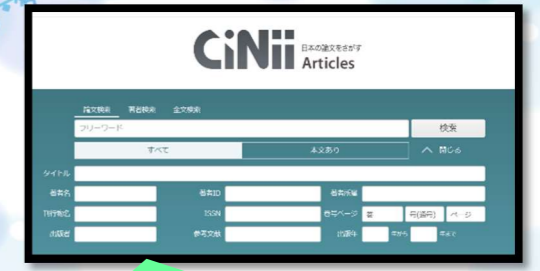 CiNii 日本の論文をさがす
Articles
論文検索 著者検索 全文検索
フリーワード 検索
すべて 本文あり 閉じる
タイトル
著者名 著者ID 著者所属
刊行物名 ISSN 巻号ページ 巻 号(通号) ページ
出版者 参考文献 出版年 年から 年まで